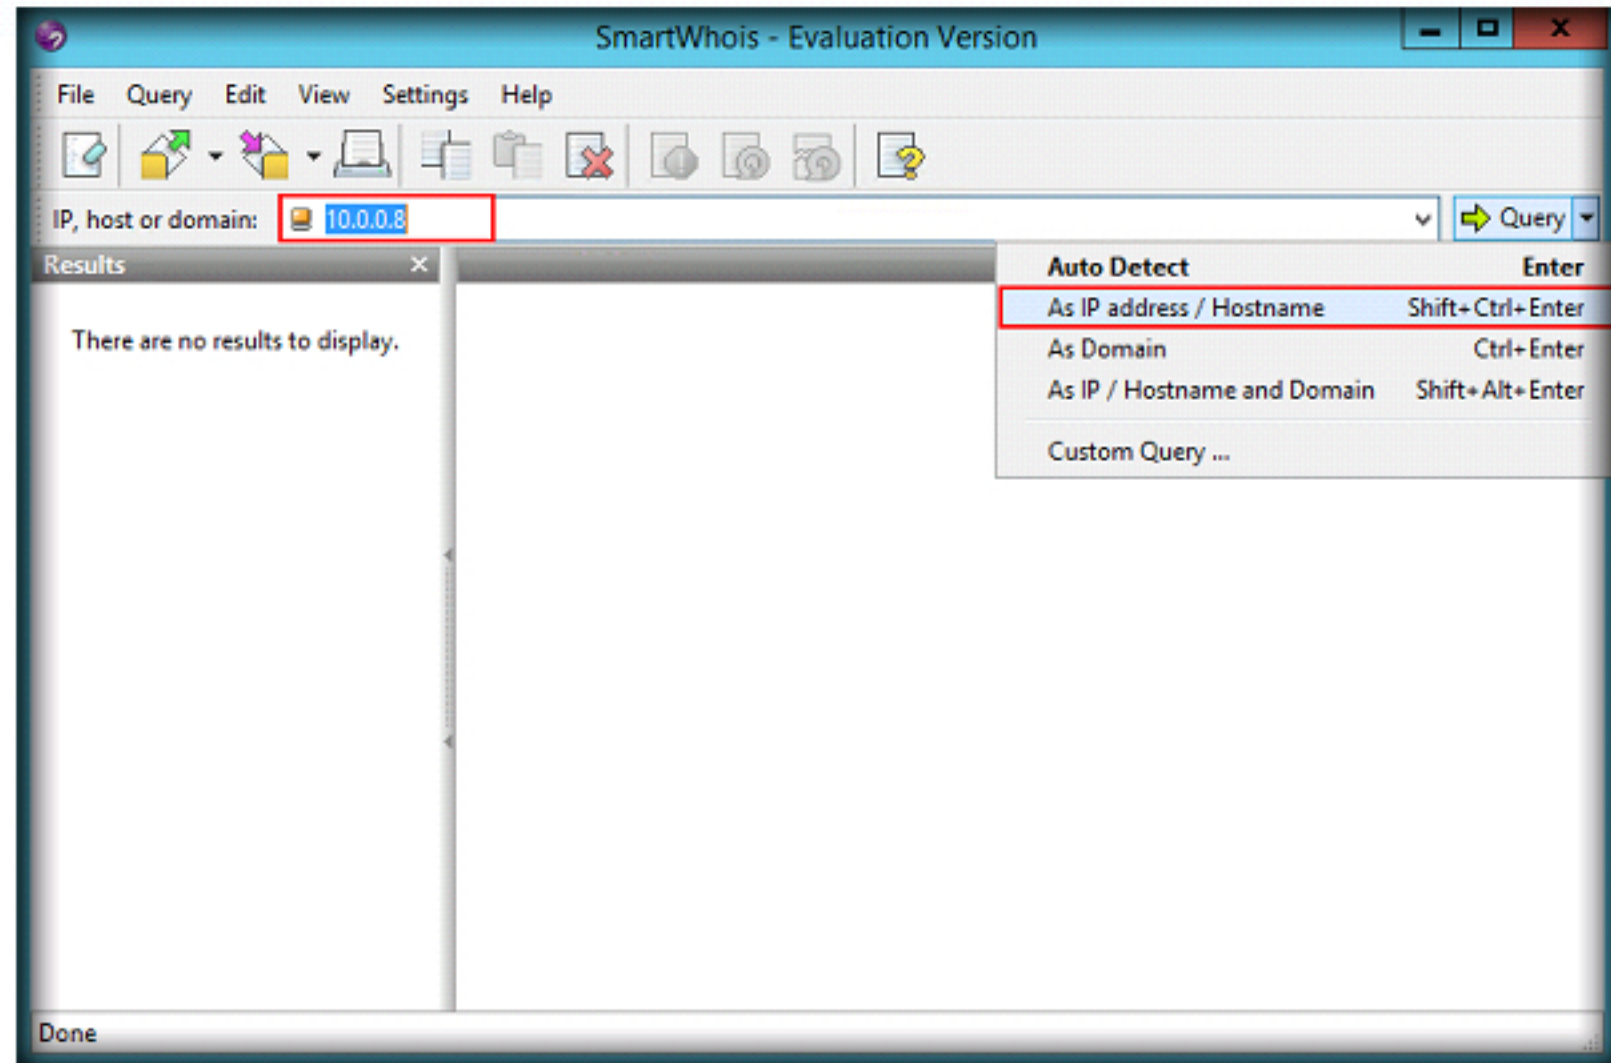 SmartWhois - Evaluation Version
File Query Edit View Settings Help
IP, host or domain: 10.0.0.8 Query
Results
Auto Detect Enter
As IP address / Hostname Shift+Ctrl+Enter
There are no results to display.
As Domain Ctrl+Enter
As IP / Hostname and Domain Shift+Alt+Enter
Custom Query ...
Done